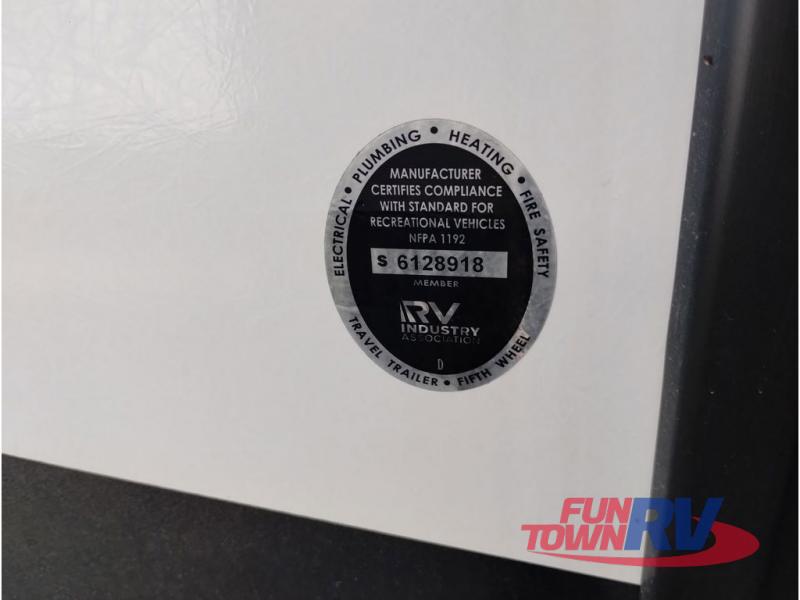 ELECTRICAL • PLUMBING • HEATING • FIRE SAFETY
MANUFACTURER
CERTIFIES COMPLIANCE
WITH STANDARD FOR
RECREATIONAL VEHICLES
NFPA 1192
S 6128918
MEMBER
RV
INDUSTRY
ASSOCIATION
D
TRAVEL TRAILER • FIFTH WHEEL
FUN
TOWN RV